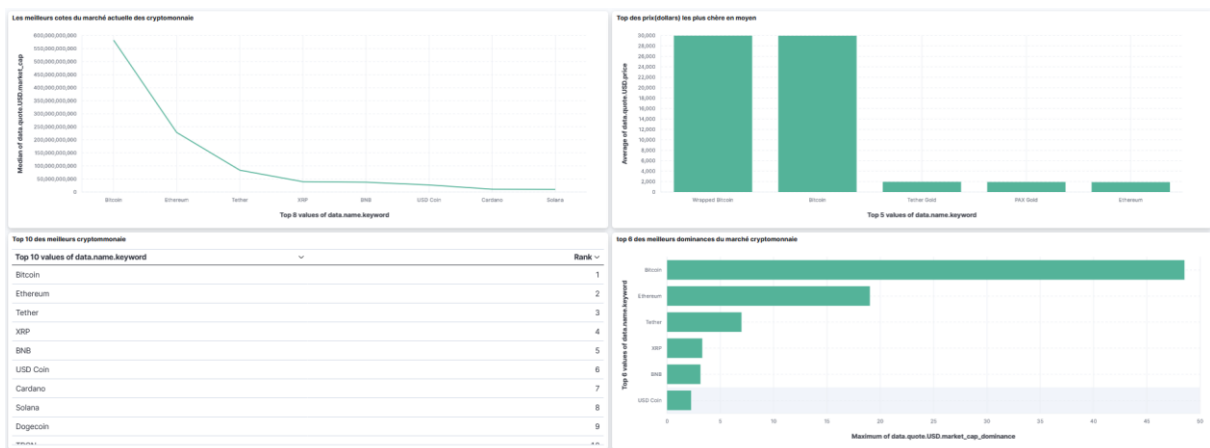 Les meilleurs cotes du marché actuelle des cryptomonnaie
600,000,000,000
550,000,000,000
500,000,000,000
450,000,000,000
400,000,000,000
350,000,000,000
300,000,000,000
250,000,000,000
200,000,000,000
150,000,000,000
100,000,000,000
50,000,000,000
0
Median of data.quote.USD.market_cap
Bitcoin Ethereum Tether XRP BNB USD Coin Cardano Solana
Top 8 values of data.name.keyword
Top des prix(dollars) les plus chère en moyen
30,000
28,000
26,000
24,000
22,000
20,000
18,000
16,000
14,000
12,000
10,000
8,000
6,000
4,000
2,000
0
Average of data.quote.USD.price
Wrapped Bitcoin Bitcoin Tether Gold PAX Gold Ethereum
Top 5 values of data.name.keyword
Top 10 des meilleurs cryptommonaie
Top 10 values of data.name.keyword Rank
Bitcoin 1
Ethereum 2
Tether 3
XRP 4
BNB 5
USD Coin 6
Cardano 7
Solana 8
Dogecoin 9
top 6 des meilleurs dominances du marché cryptomonnaie
Top 6 values of data.name.keyword
Bitcoin
Ethereum
Tether
XRP
BNB
USD Coin
0 5 10 15 20 25 30 35 40 45 50
Maximum of data.quote.USD.market_cap_dominance